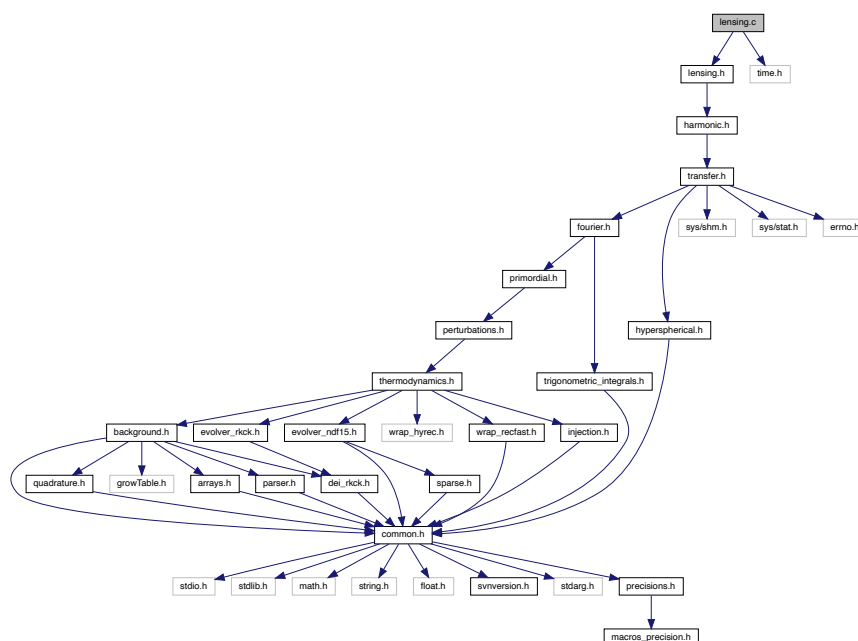 lensing.c
lensing.h
time.h
harmonic.h
transfer.h
fourier.h
sys/shm.h
sys/stat.h
errno.h
primordial.h
perturbations.h
hyperspherical.h
thermodynamics.h
trigonometric_integrals.h
background.h
evolver_rkck.h
evolver_ndf15.h
wrap_hyrec.h
wrap_recfast.h
injection.h
quadrature.h
growTable.h
arrays.h
parser.h
dei_rkck.h
sparse.h
common.h
stdio.h
stdlib.h
math.h
string.h
float.h
svnversion.h
stdarg.h
precisions.h
macros_precision.h